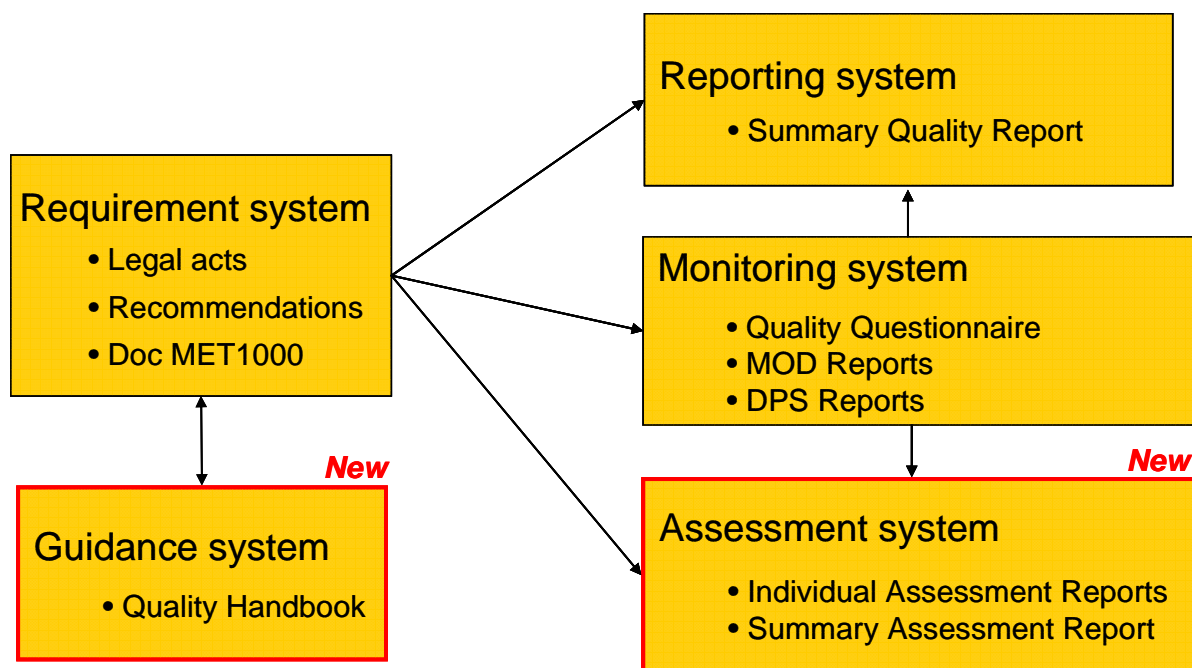 Requirement system
• Legal acts
• Recommendations
• Doc MET1000
New
Guidance system
• Quality Handbook
Reporting system
• Summary Quality Report
Monitoring system
• Quality Questionnaire
• MOD Reports
• DPS Reports
New
Assessment system
• Individual Assessment Reports
• Summary Assessment Report